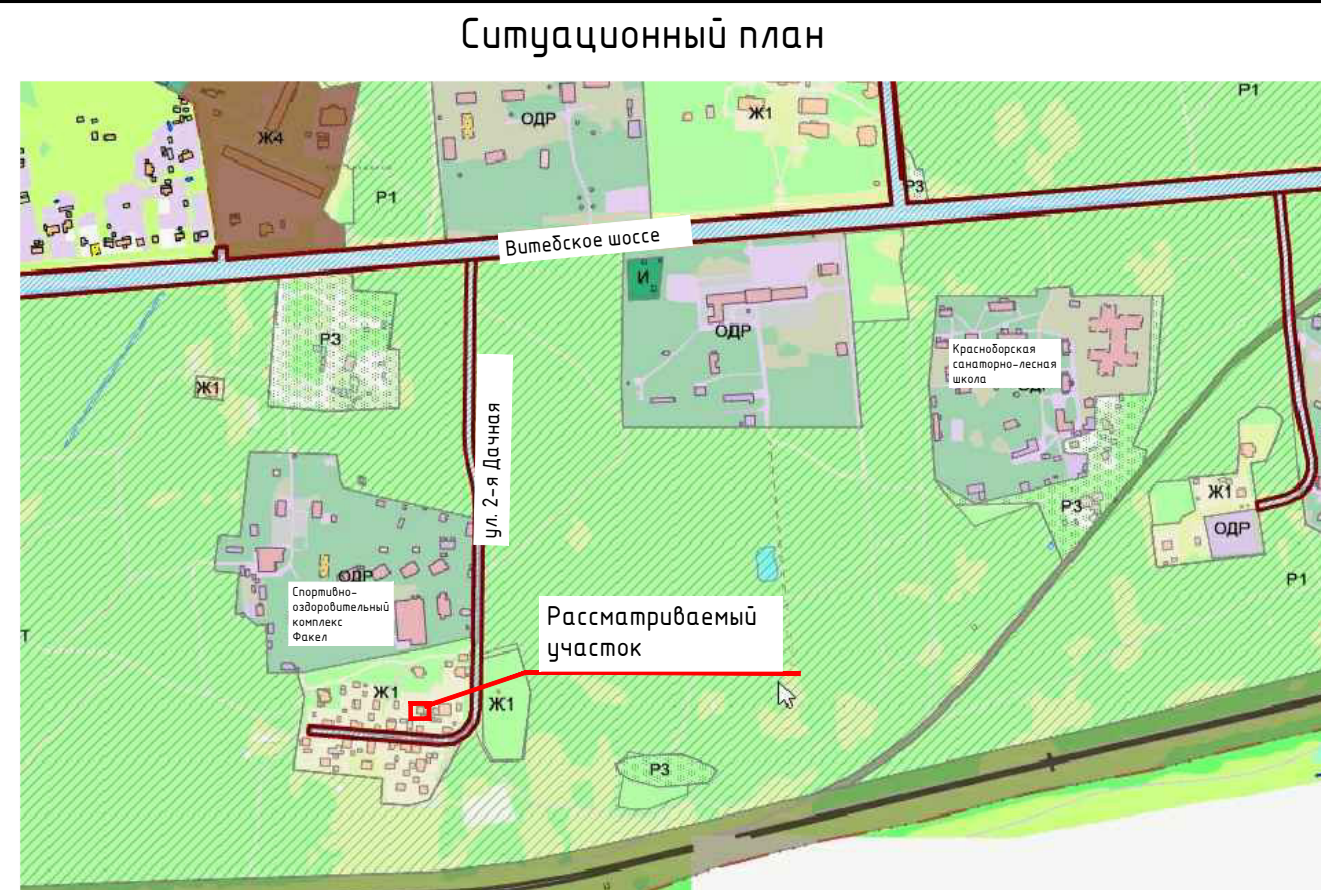 Ситуационный план
Р1
Ж4
ОДР
Ж1
Р1
Р3
Витебское шоссе
И
ОДР
Р3
Ж1
Красноборская
санаторно-лесная
школа
ОДР
ул. 2-я Дачная
Ж1
Р3
ОДР
Р1
ОДР
Спортивно-
оздоровительный
комплекс
Факел
Рассматриваемый
участок
Т
Ж1
Ж1
Р3